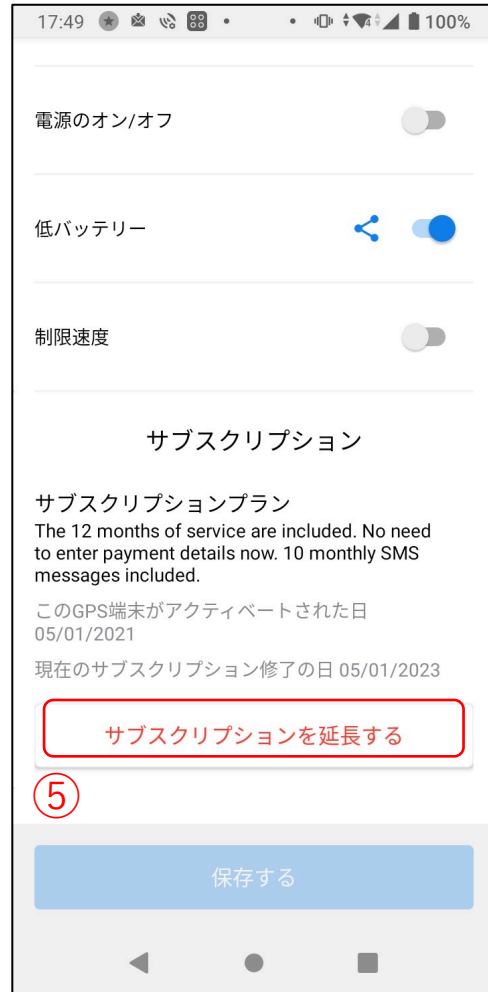 17:49 100%
電源のオン/オフ
低バッテリー
制限速度
サブスクリプション
サブスクリプションプラン
The 12 months of service are included. No need
to enter payment details now. 10 monthly SMS
messages included.
このGPS端末がアクティベートされた日
05/01/2021
現在のサブスクリプション修了の日 05/01/2023
サブスクリプションを延長する
⑤
保存する